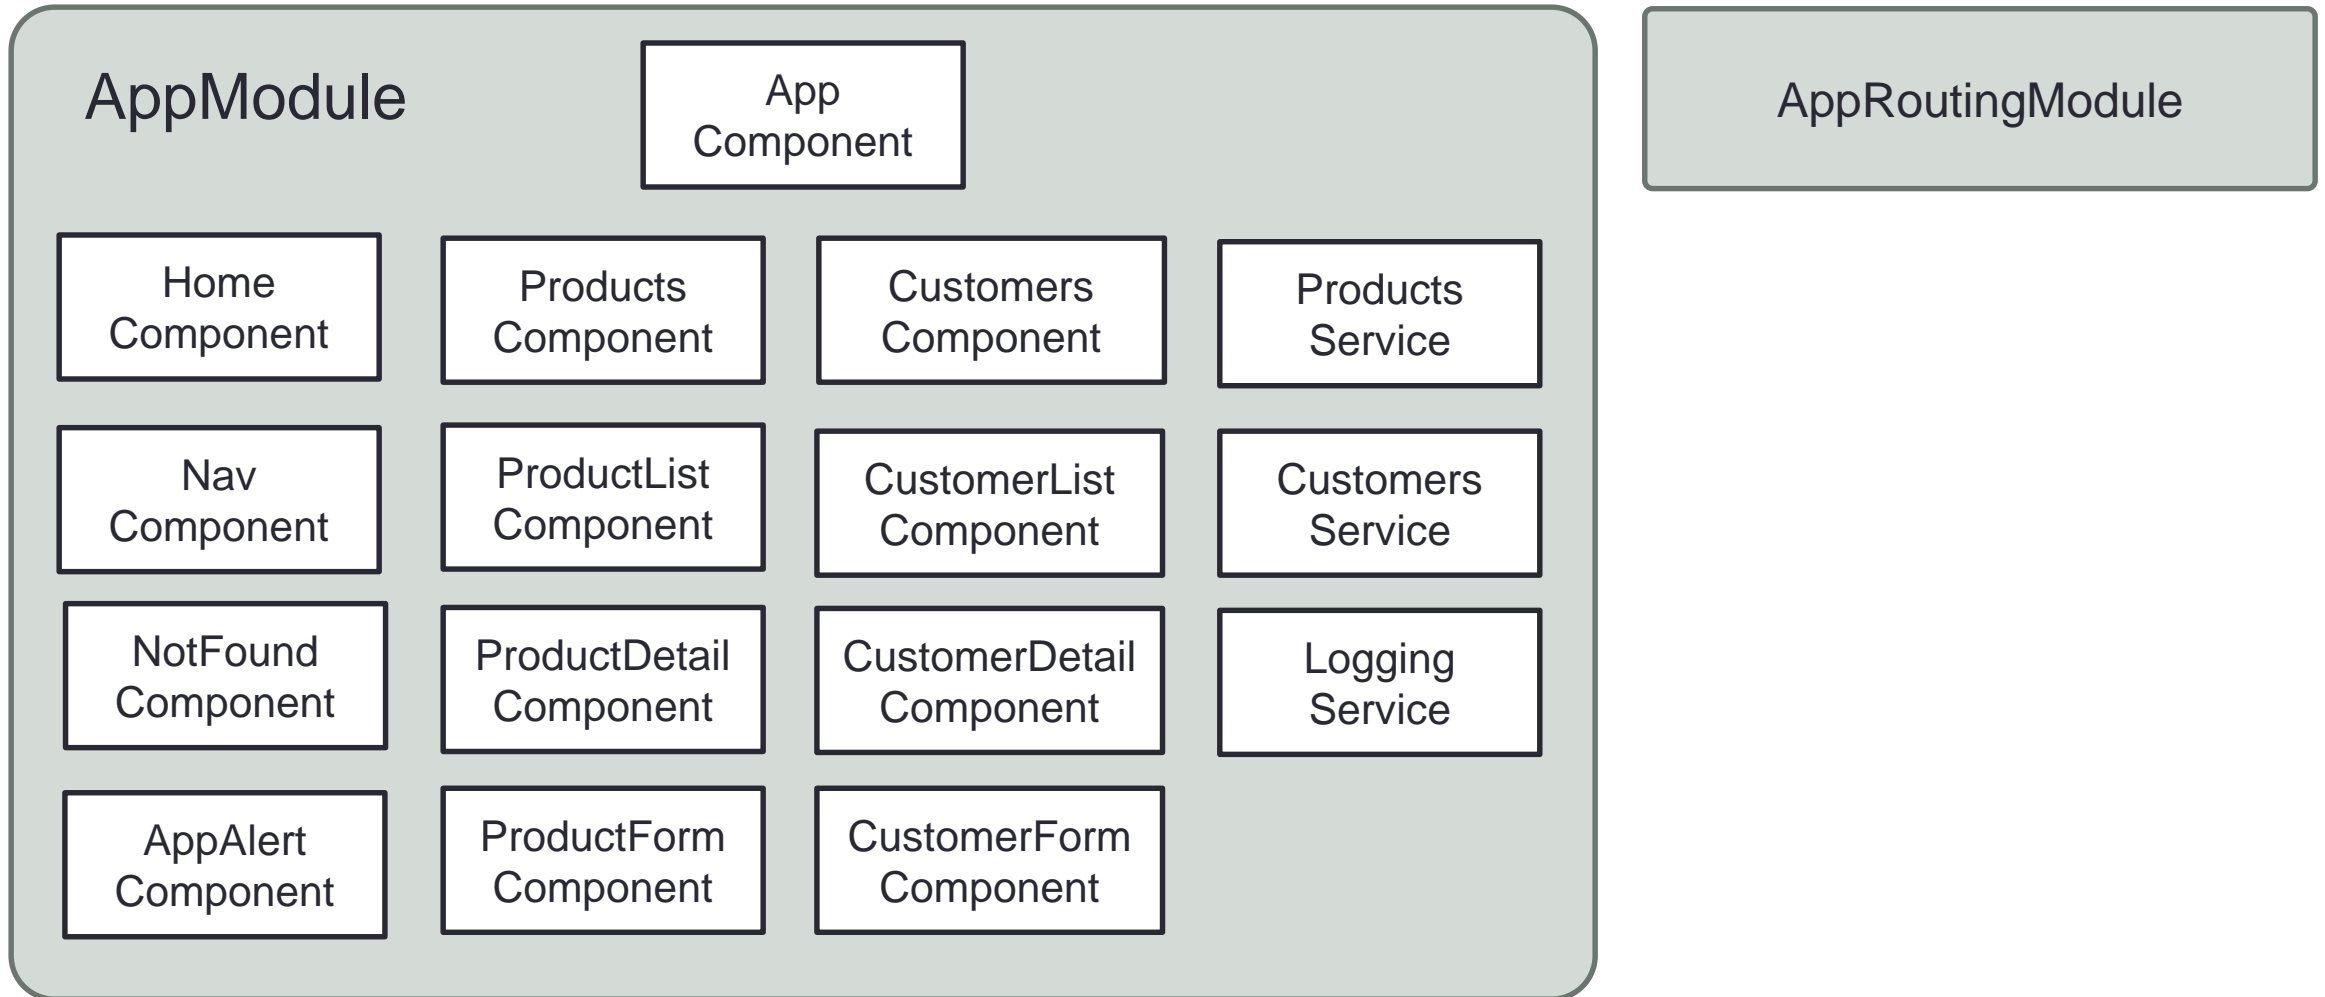 AppModule
App
Component
AppRoutingModule
Home
Component
Products
Component
Customers
Component
Products
Service
Nav
Component
ProductList
Component
CustomerList
Component
Customers
Service
NotFound
Component
ProductDetail
Component
CustomerDetail
Component
Logging
Service
AppAlert
Component
ProductForm
Component
CustomerForm
Component